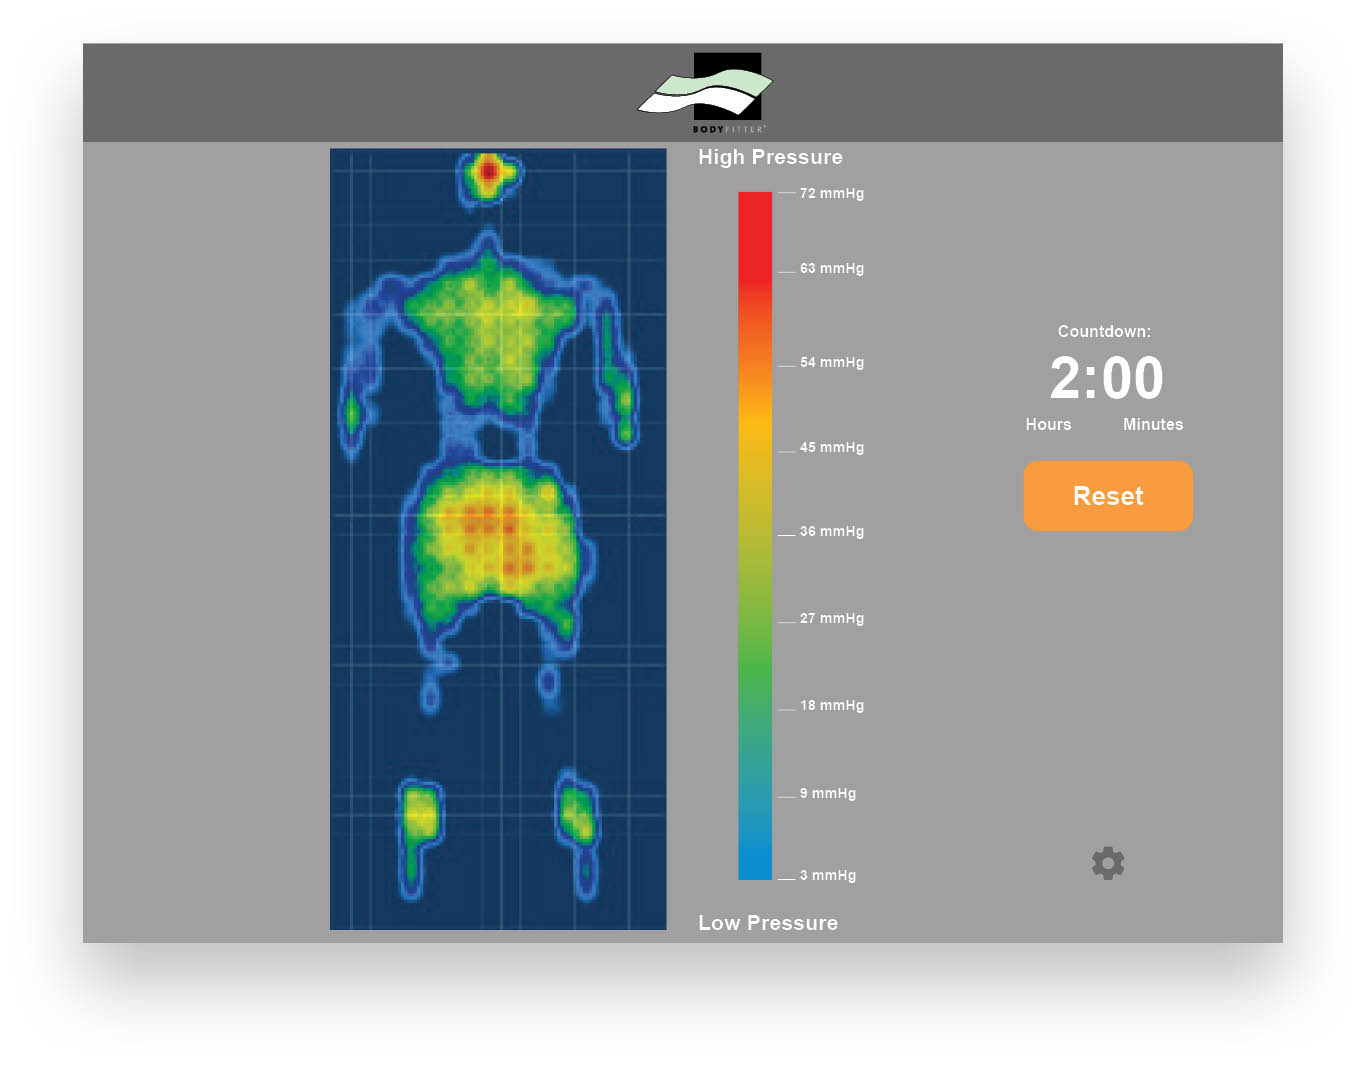 BODYFITTER®
High Pressure
72 mmHg
63 mmHg
54 mmHg
45 mmHg
36 mmHg
27 mmHg
18 mmHg
9 mmHg
3 mmHg
Low Pressure
Countdown:
2:00
Hours Minutes
Reset